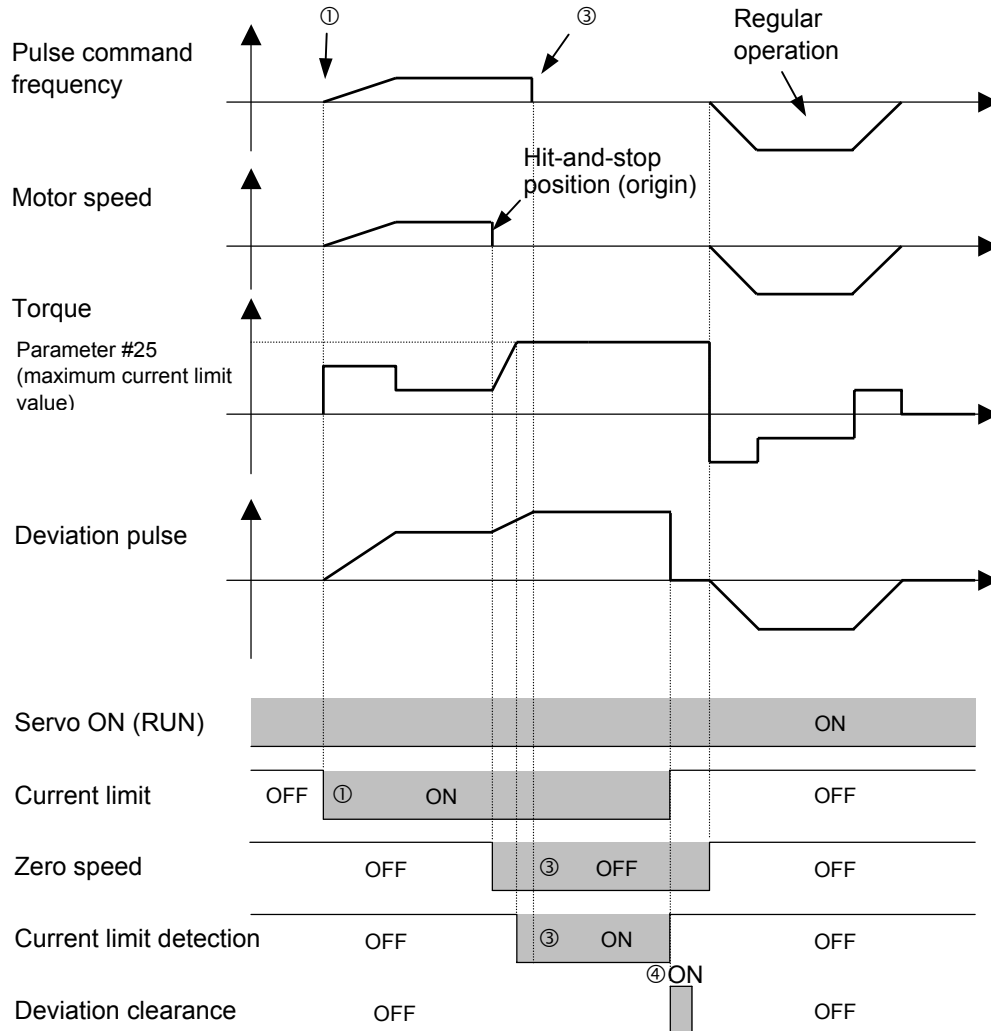 ① ③
Regular
operation
Pulse command
frequency
Hit-and-stop
position (origin)
Motor speed
Torque
Parameter #25
(maximum current limit
value)
Deviation pulse
Servo ON (RUN) ON
Current limit OFF ① ON OFF
Zero speed OFF ③ OFF OFF
Current limit detection OFF ③ ON OFF
④ON
Deviation clearance OFF OFF